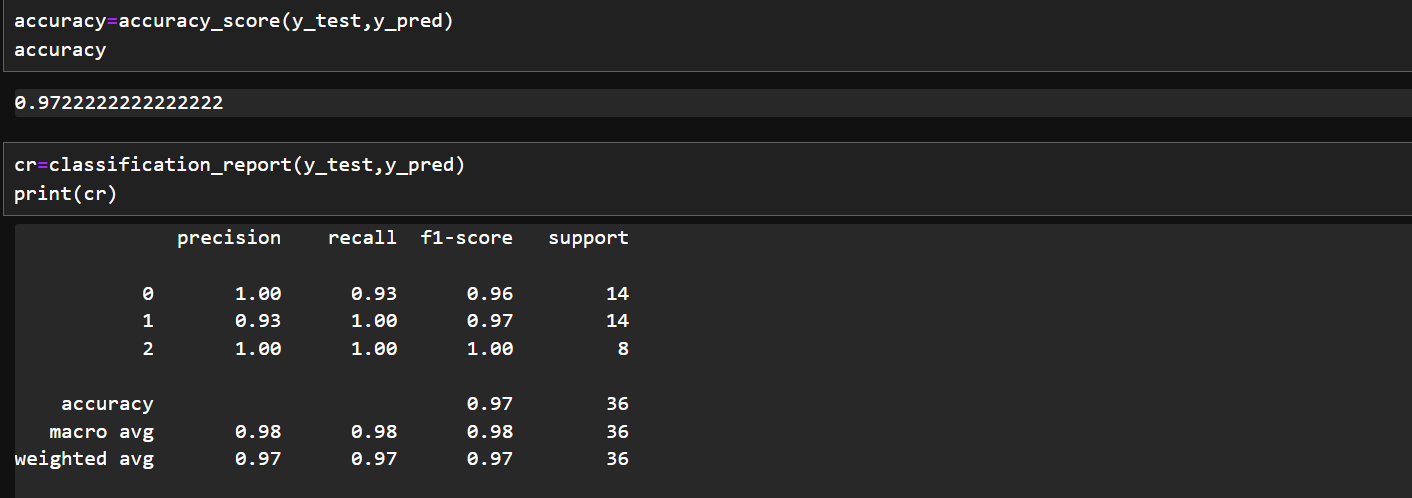 accuracy=accuracy_score(y_test,y_pred)
accuracy
0.9722222222222222
cr=classification_report(y_test,y_pred)
print(cr)
              precision    recall  f1-score   support
           0       1.00      0.93      0.96        14
           1       0.93      1.00      0.97        14
           2       1.00      1.00      1.00         8
    accuracy                           0.97        36
   macro avg       0.98      0.98      0.98        36
weighted avg       0.97      0.97      0.97        36